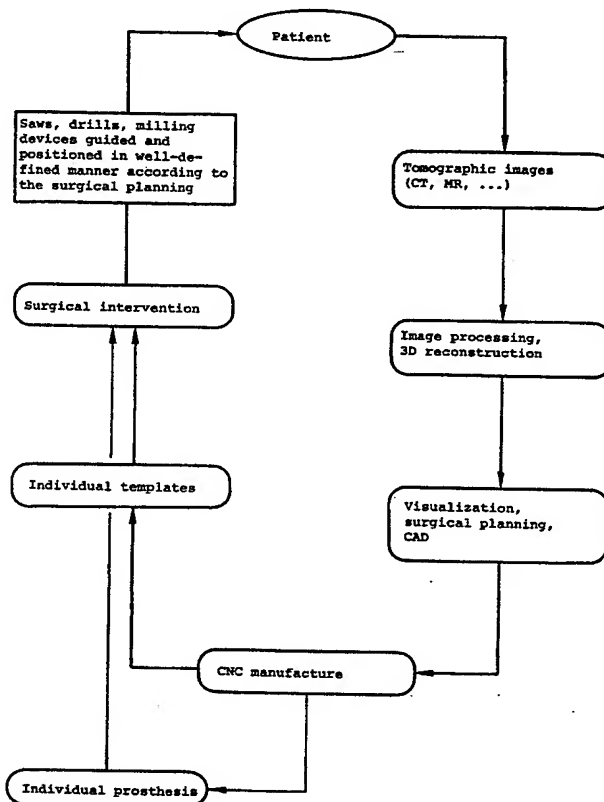 Patient
Tomographic images
(CT, MR, ...)
Image processing,
3D reconstruction
Visualization,
surgical planning,
CAD
CNC manufacture
Individual prosthesis
Individual templates
Surgical intervention
Saws, drills, milling
devices guided and
positioned in well-de-
fined manner according to
the surgical planning